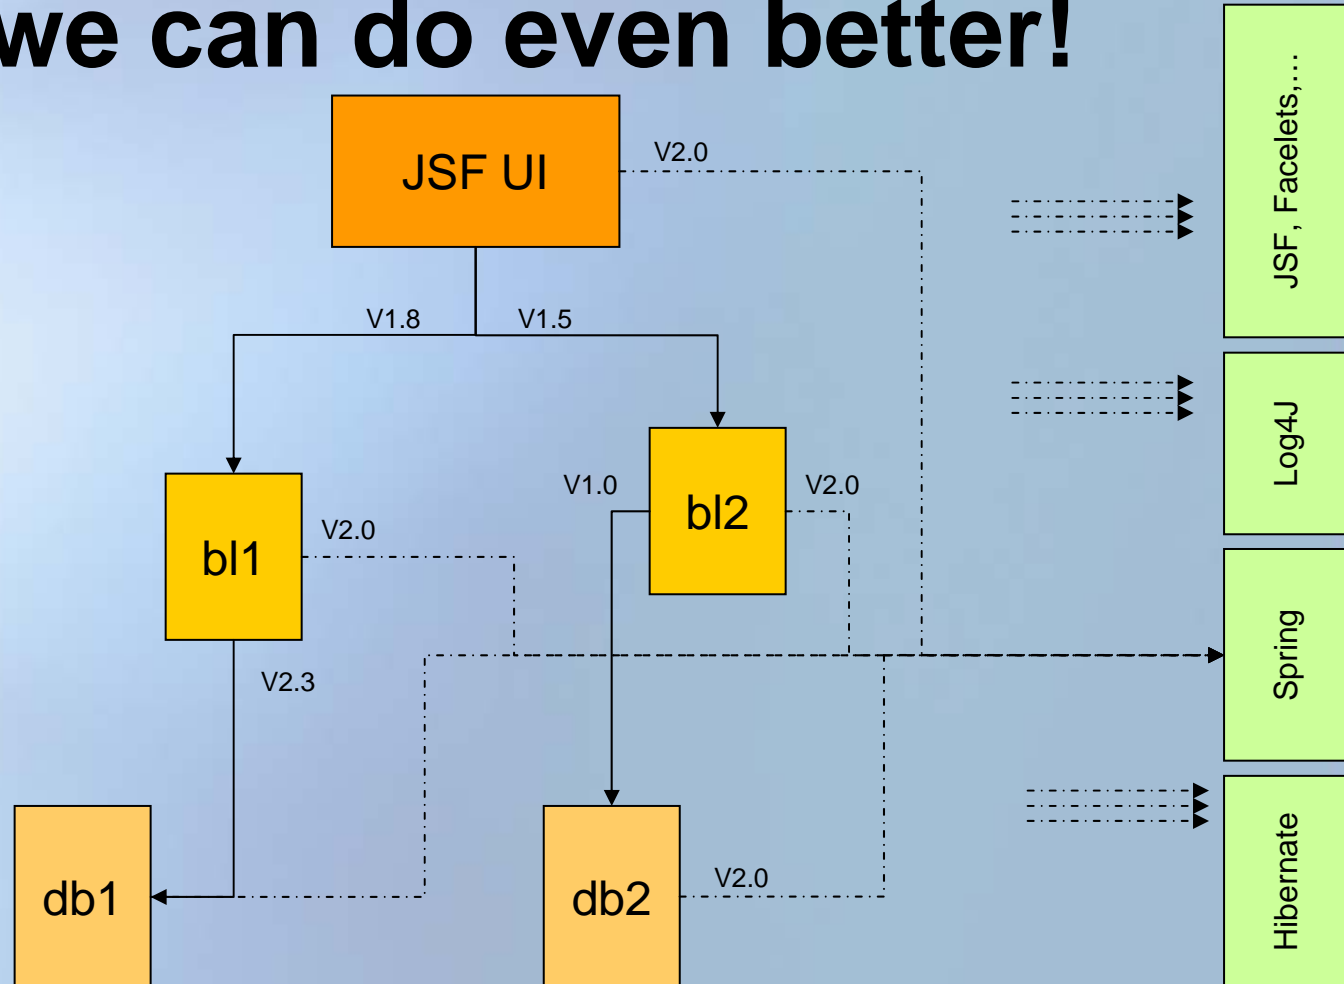 we can do even better!
JSF UI
V2.0
V1.8
V1.5
bl1
V2.0
V1.0
bl2
V2.0
V2.3
db1
db2
V2.0
JSF, Facelets,…
Log4J
Spring
Hibernate